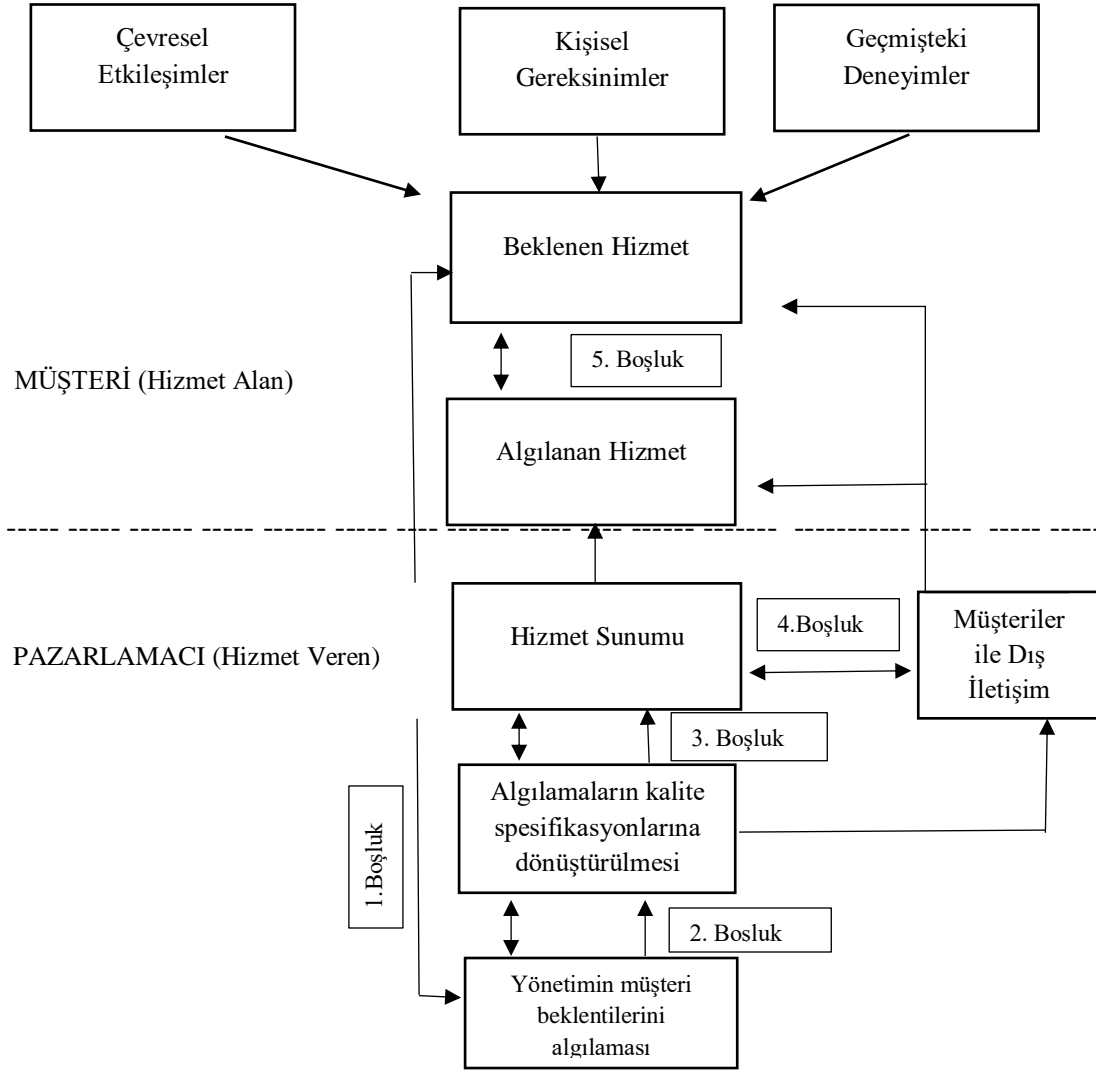 Çevresel
Etkileşimler
Kişisel
Gereksinimler
Geçmişteki
Deneyimler
Beklenen Hizmet
5. Boşluk
MÜŞTERİ (Hizmet Alan)
Algılanan Hizmet
Hizmet Sunumu
4.Boşluk
Müşteriler
ile Dış
İletişim
PAZARLAMACI (Hizmet Veren)
3. Boşluk
Algılamaların kalite
spesifikasyonlarına
dönüştürülmesi
1.Boşluk
2. Bosluk
Yönetimin müşteri
beklentilerini
algılaması